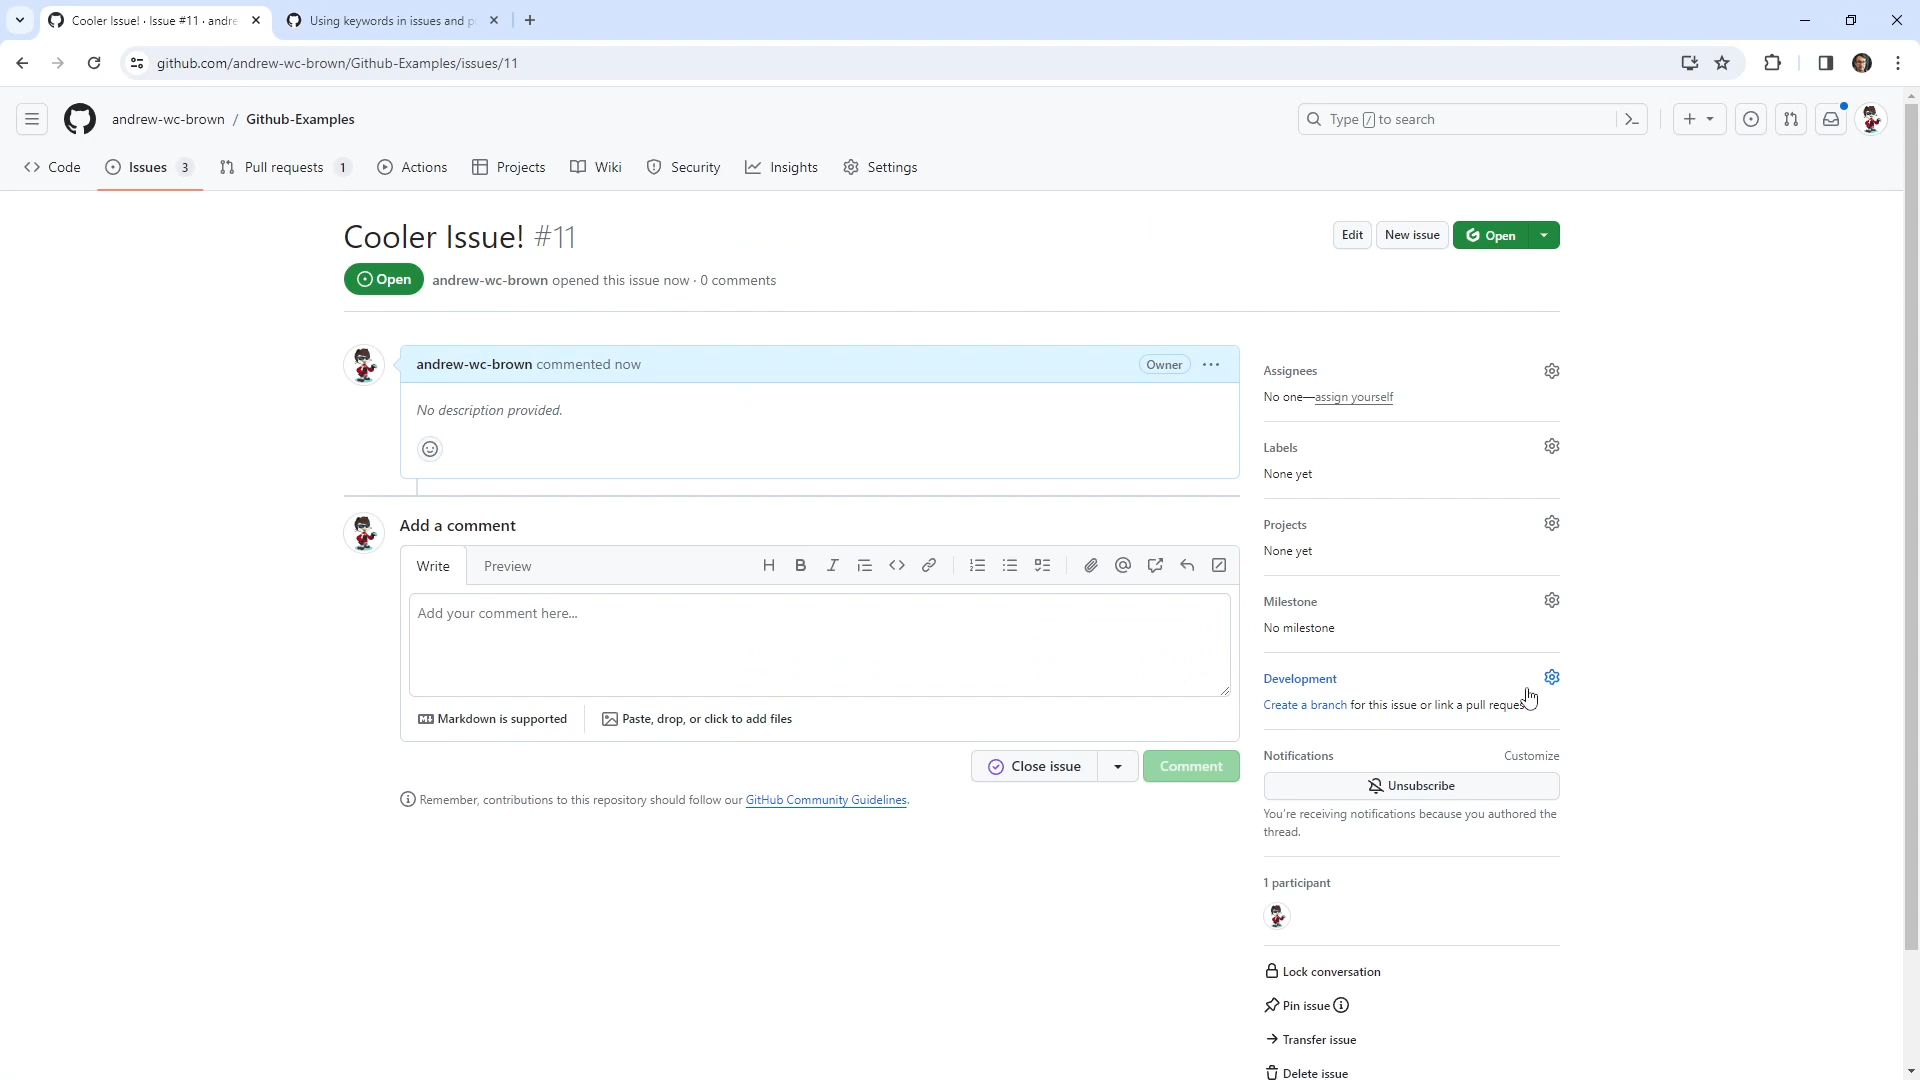 Cooler Issue! · Issue #11 · andre
Using keywords in issues and p
github.com/andrew-wc-brown/Github-Examples/issues/11
andrew-wc-brown / Github-Examples
Type / to search
Code
Issues 3
Pull requests 1
Actions
Projects
Wiki
Security
Insights
Settings
Cooler Issue! #11
Edit
New issue
Open
Open
andrew-wc-brown opened this issue now · 0 comments
andrew-wc-brown commented now
Owner
No description provided.
Add a comment
Write
Preview
Add your comment here...
Markdown is supported
Paste, drop, or click to add files
Close issue
Comment
Remember, contributions to this repository should follow our GitHub Community Guidelines.
Assignees
No one—assign yourself
Labels
None yet
Projects
None yet
Milestone
No milestone
Development
Create a branch for this issue or link a pull reques
Notifications
Customize
Unsubscribe
You're receiving notifications because you authored the
thread.
1 participant
Lock conversation
Pin issue
Transfer issue
Delete issue